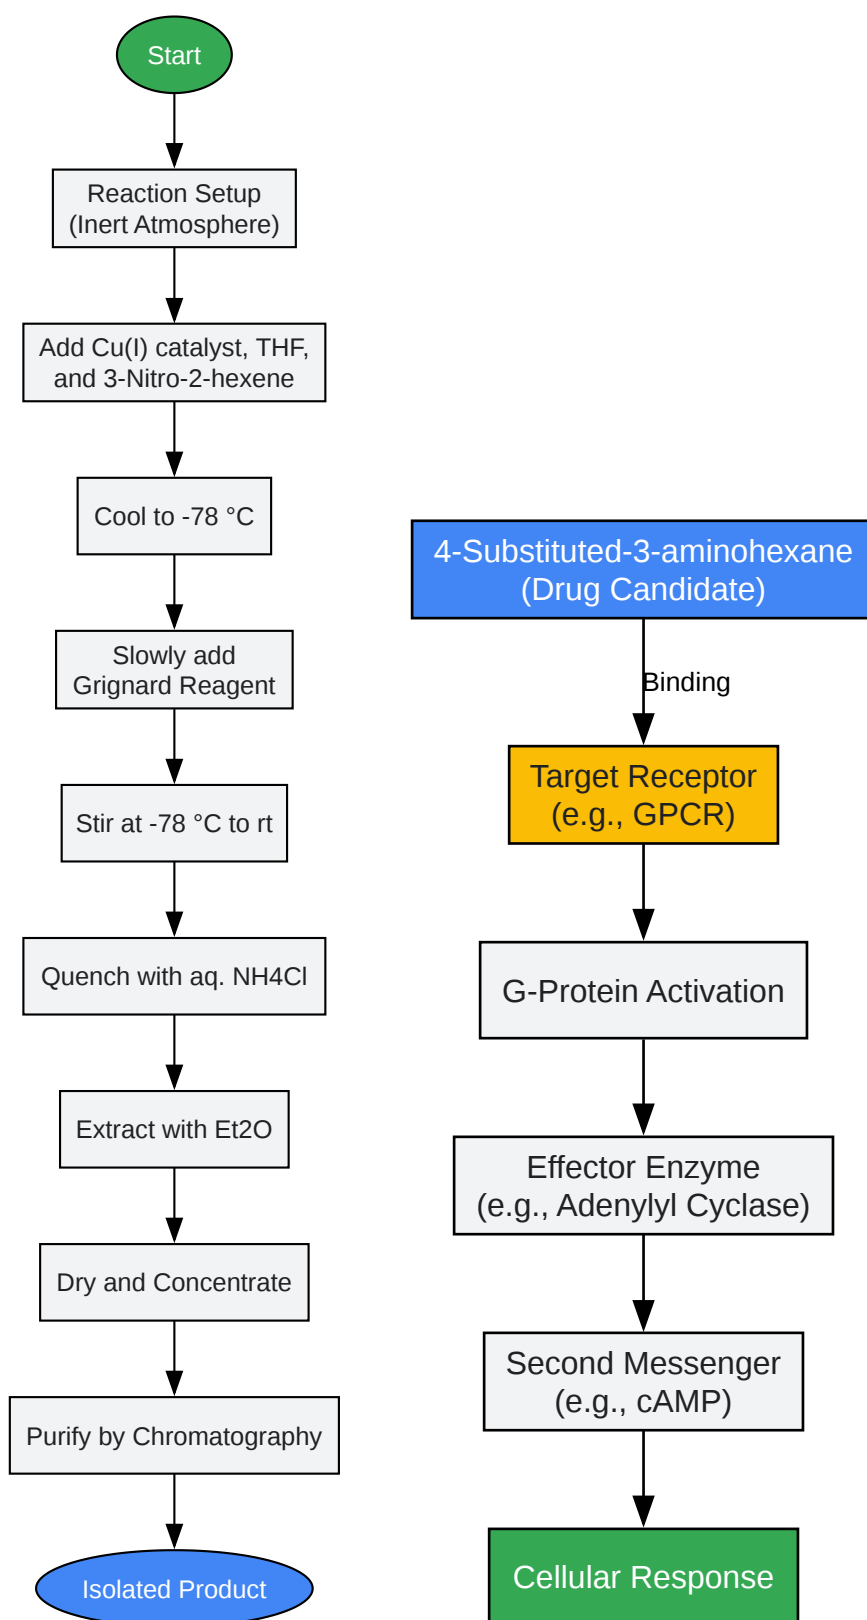 Start
Reaction Setup
(Inert Atmosphere)
Add Cu(I) catalyst, THF,
and 3-Nitro-2-hexene
Cool to -78 °C
Slowly add
Grignard Reagent
Stir at -78 °C to rt
Quench with aq. NH4Cl
Extract with Et2O
Dry and Concentrate
Purify by Chromatography
Isolated Product
4-Substituted-3-aminohexane
(Drug Candidate)
Binding
Target Receptor
(e.g., GPCR)
G-Protein Activation
Effector Enzyme
(e.g., Adenylyl Cyclase)
Second Messenger
(e.g., cAMP)
Cellular Response